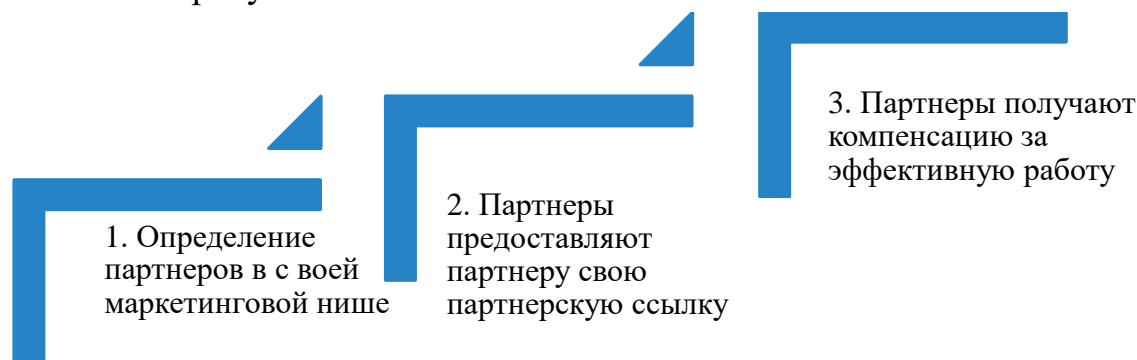 1. Определение
партнеров в с воей
маркетинговой нише
2. Партнеры
предоставляют
партнеру свою
партнерскую ссылку
3. Партнеры получают
компенсацию за
эффективную работу